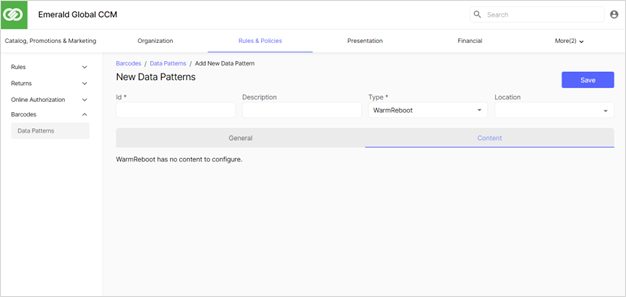 Emerald Global CCM
Search
Catalog, Promotions & Marketing Organization Rules & Policies Presentation Financial More(2)
Rules
Returns
Online Authorization
Barcodes
Data Patterns
Barcodes / Data Patterns / Add New Data Pattern
New Data Patterns
Save
Id * Description Type * Location
WarmReboot
General Content
WarmReboot has no content to configure.